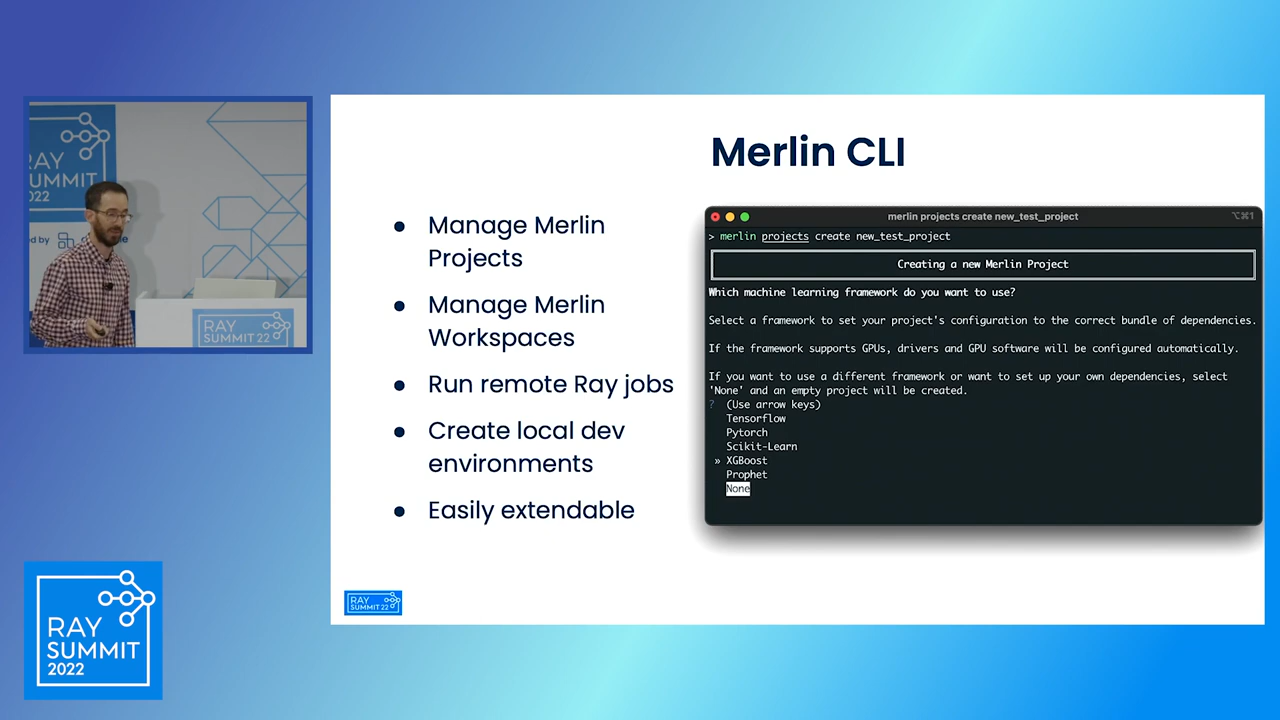 RAY
SUMMIT
2022
RAY
SUMMIT 22
RAY
SUMMIT
2022
Merlin CLI
● Manage Merlin
Projects
● Manage Merlin
Workspaces
● Run remote Ray jobs
● Create local dev
environments
● Easily extendable
merlin projects create new_test_project
⌥⌘1
> merlin projects create new_test_project
Creating a new Merlin Project
Which machine learning framework do you want to use?
Select a framework to set your project's configuration to the correct bundle of dependencies.
If the framework supports GPUs, drivers and GPU software will be configured automatically.
If you want to use a different framework or want to set up your own dependencies, select
'None' and an empty project will be created.
? (Use arrow keys)
Tensorflow
Pytorch
Scikit-Learn
» XGBoost
Prophet
None
RAY
SUMMIT 22